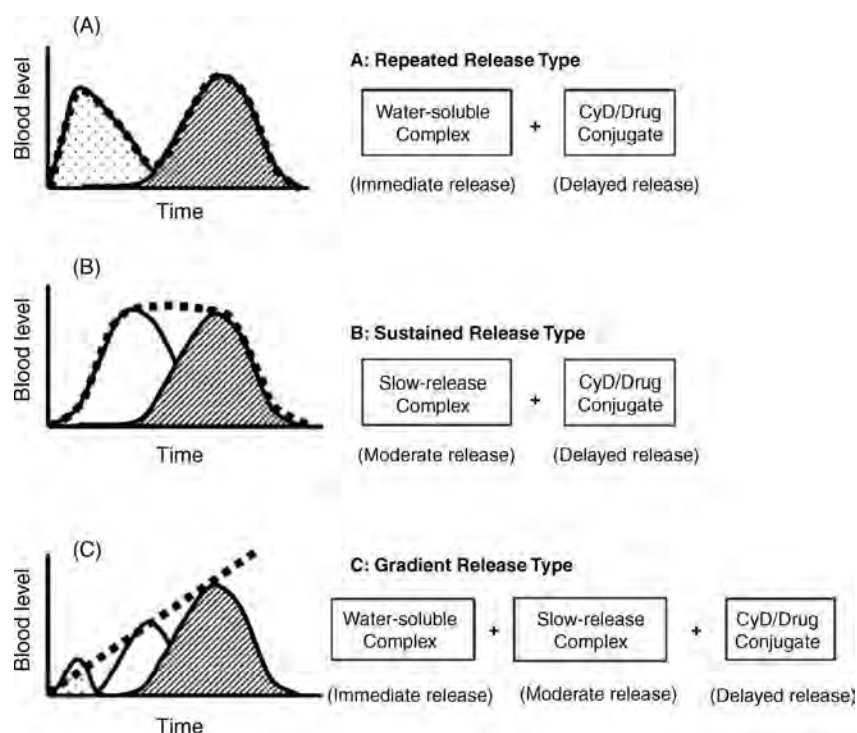 (A)
Blood level
Time
A: Repeated Release Type
Water-soluble
Complex
+
CyD/Drug
Conjugate
(Immediate release)
(Delayed release)
(B)
Blood level
Time
B: Sustained Release Type
Slow-release
Complex
+
CyD/Drug
Conjugate
(Moderate release)
(Delayed release)
(C)
Blood level
Time
C: Gradient Release Type
Water-soluble
Complex
+
Slow-release
Complex
+
CyD/Drug
Conjugate
(Immediate release)
(Moderate release)
(Delayed release)